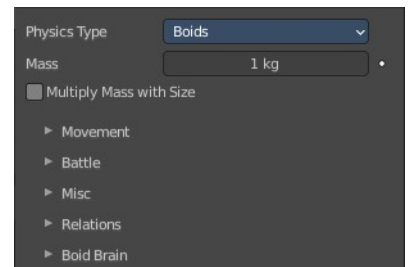 Physics Type Boids
Mass 1 kg
Multiply Mass with Size
Movement
Battle
Misc
Relations
Boid Brain